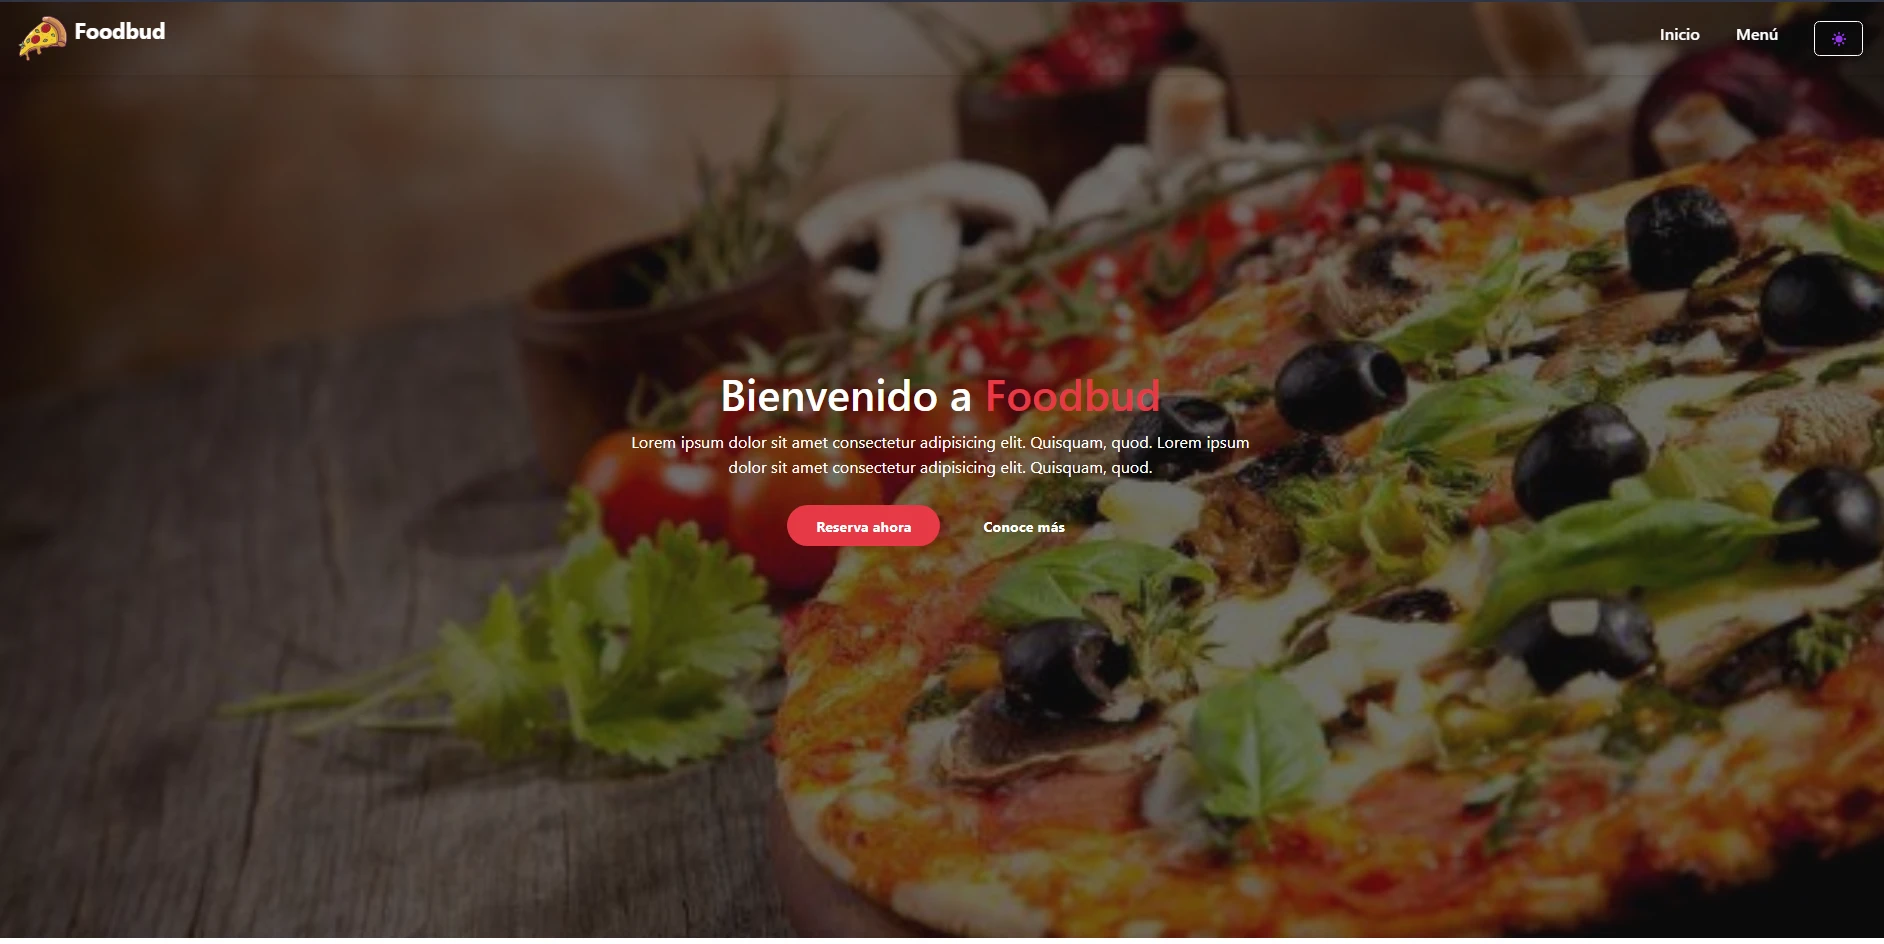 Foodbud
Inicio
Menú
Bienvenido a Foodbud
Lorem ipsum dolor sit amet consectetur adipisicing elit. Quisquam, quod. Lorem ipsum
dolor sit amet consectetur adipisicing elit. Quisquam, quod.
Reserva ahora
Conoce más